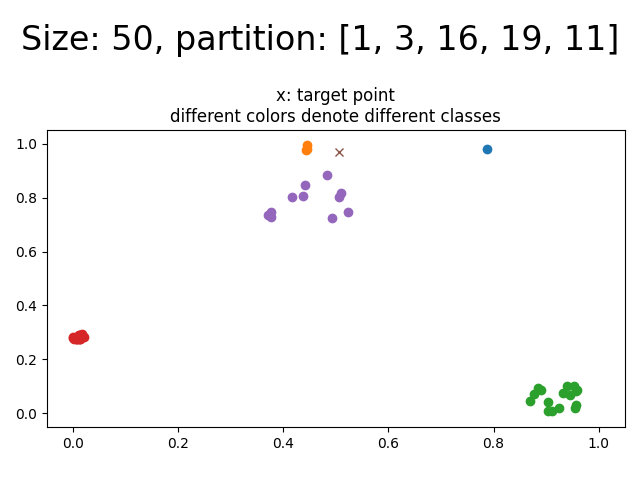 Size: 50, partition: [1, 3, 16, 19, 11]
x: target point
different colors denote different classes
1.0
0.8
0.6
0.4
0.2
0.0
0.0 0.2 0.4 0.6 0.8 1.0